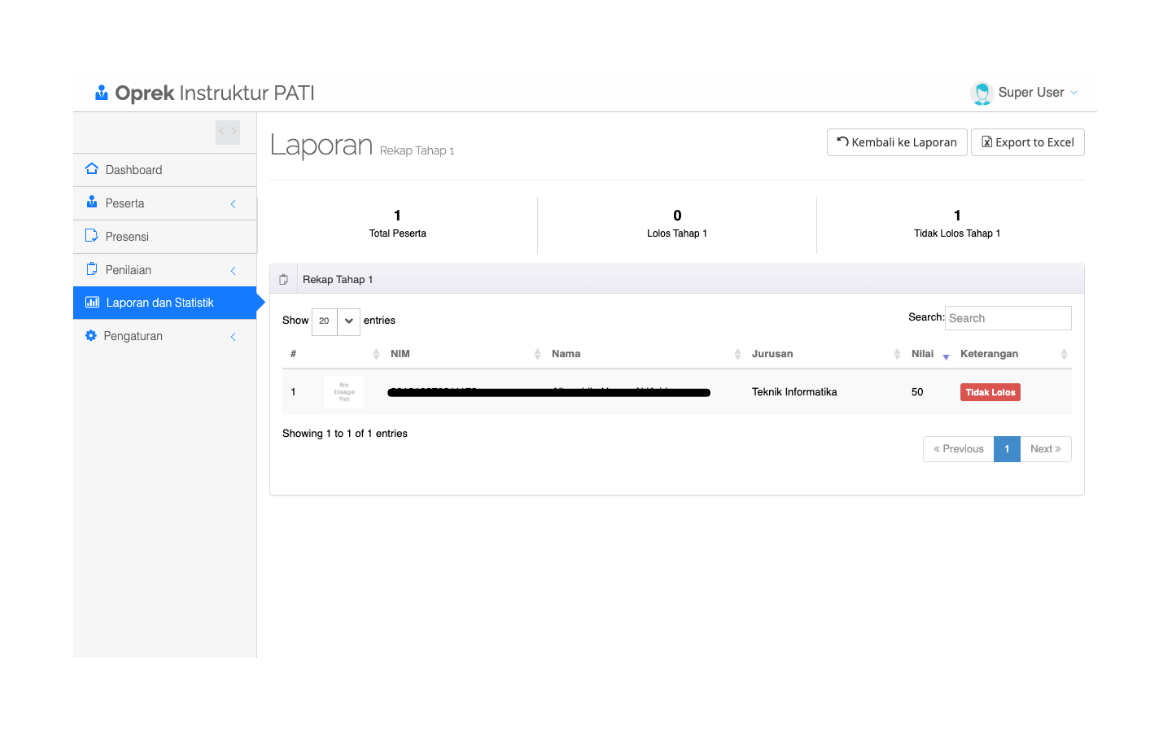 Oprek Instruktur PATI
Super User
Dashboard
Peserta
Presensi
Penilaian
Laporan dan Statistik
Pengaturan
Laporan Rekap Tahap 1
Kembali ke Laporan
Export to Excel
1
Total Peserta
0
Lolos Tahap 1
1
Tidak Lolos Tahap 1
Rekap Tahap 1
Show 20 entries
Search: Search
# NIM Nama Jurusan Nilai Keterangan
1 No Image Yet Teknik Informatika 50 Tidak Lolos
Showing 1 to 1 of 1 entries
« Previous 1 Next »